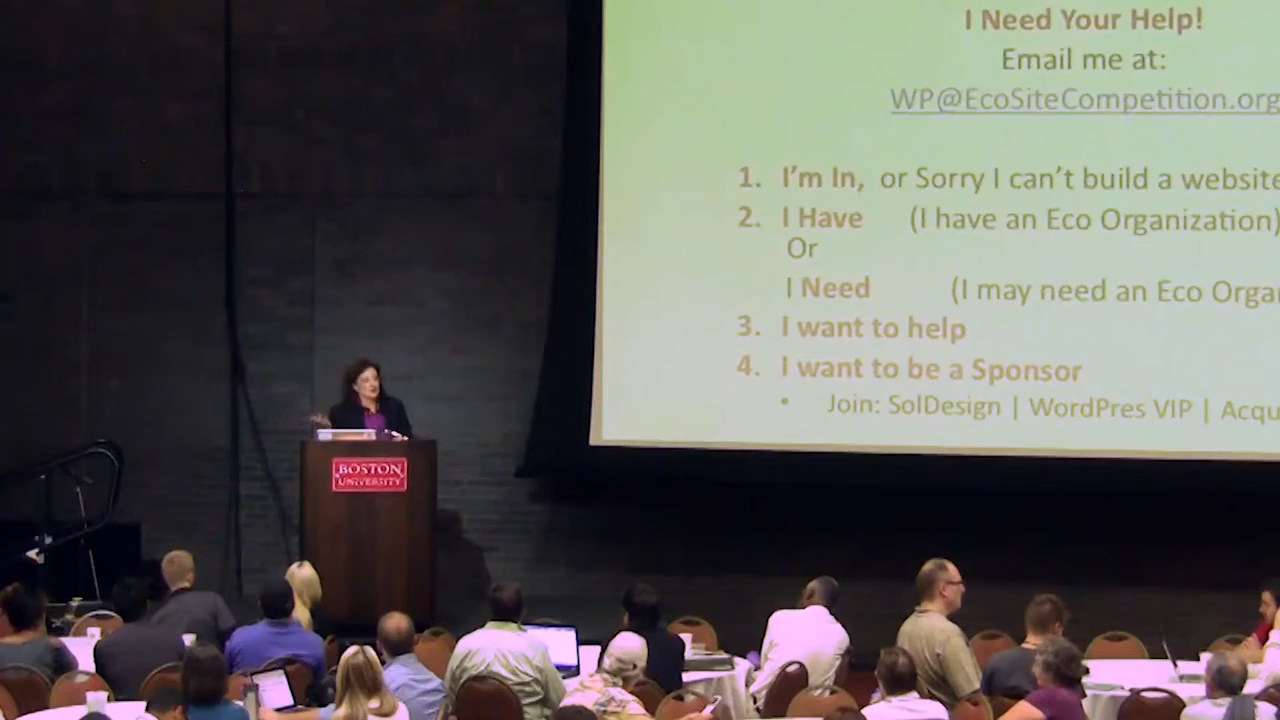 I Need Your Help!
Email me at:
WP@EcoSiteCompetition.org
1. I'm In, or Sorry I can't build a website
2. I Have (I have an Eco Organization)
Or
I Need (I may need an Eco Orga
3. I want to help
4. I want to be a Sponsor
• Join: SolDesign | WordPres VIP | Acqu
BOSTON
UNIVERSITY